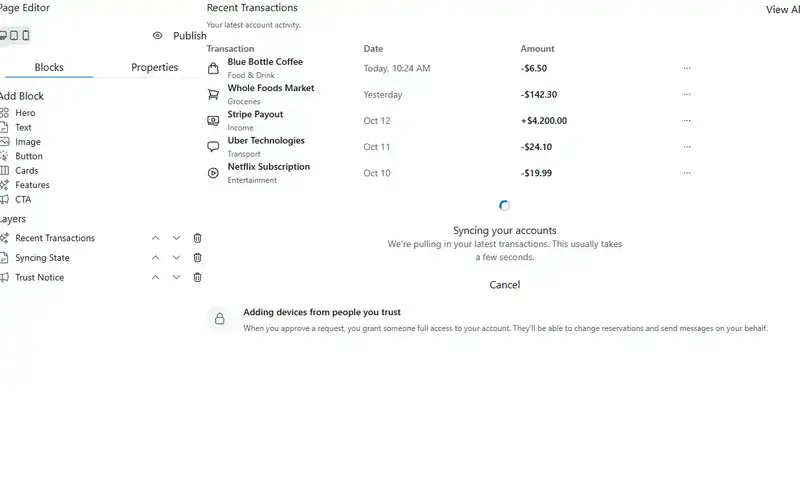 Page Editor
Publish
Blocks
Properties
Add Block
Hero
Text
Image
Button
Cards
Features
CTA
Layers
Recent Transactions
Syncing State
Trust Notice
Recent Transactions
View Al
Your latest account activity.
Transaction Date Amount
Blue Bottle Coffee
Food & Drink
Today, 10:24 AM
-$6.50
Whole Foods Market
Groceries
Yesterday
-$142.30
Stripe Payout
Income
Oct 12
+$4,200.00
Uber Technologies
Transport
Oct 11
-$24.10
Netflix Subscription
Entertainment
Oct 10
-$19.99
Syncing your accounts
We're pulling in your latest transactions. This usually takes
a few seconds.
Cancel
Adding devices from people you trust
When you approve a request, you grant someone full access to your account. They'll be able to change reservations and send messages on your behalf.